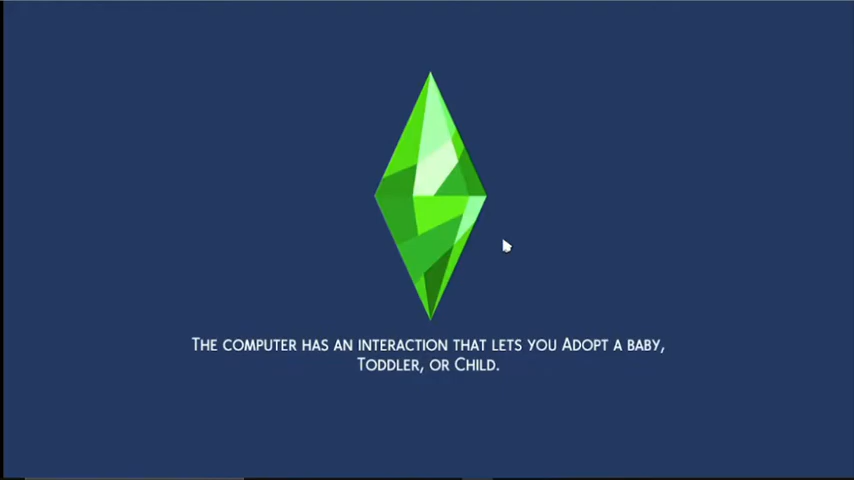 The computer has an interaction that lets you Adopt a baby,
Toddler, or Child.